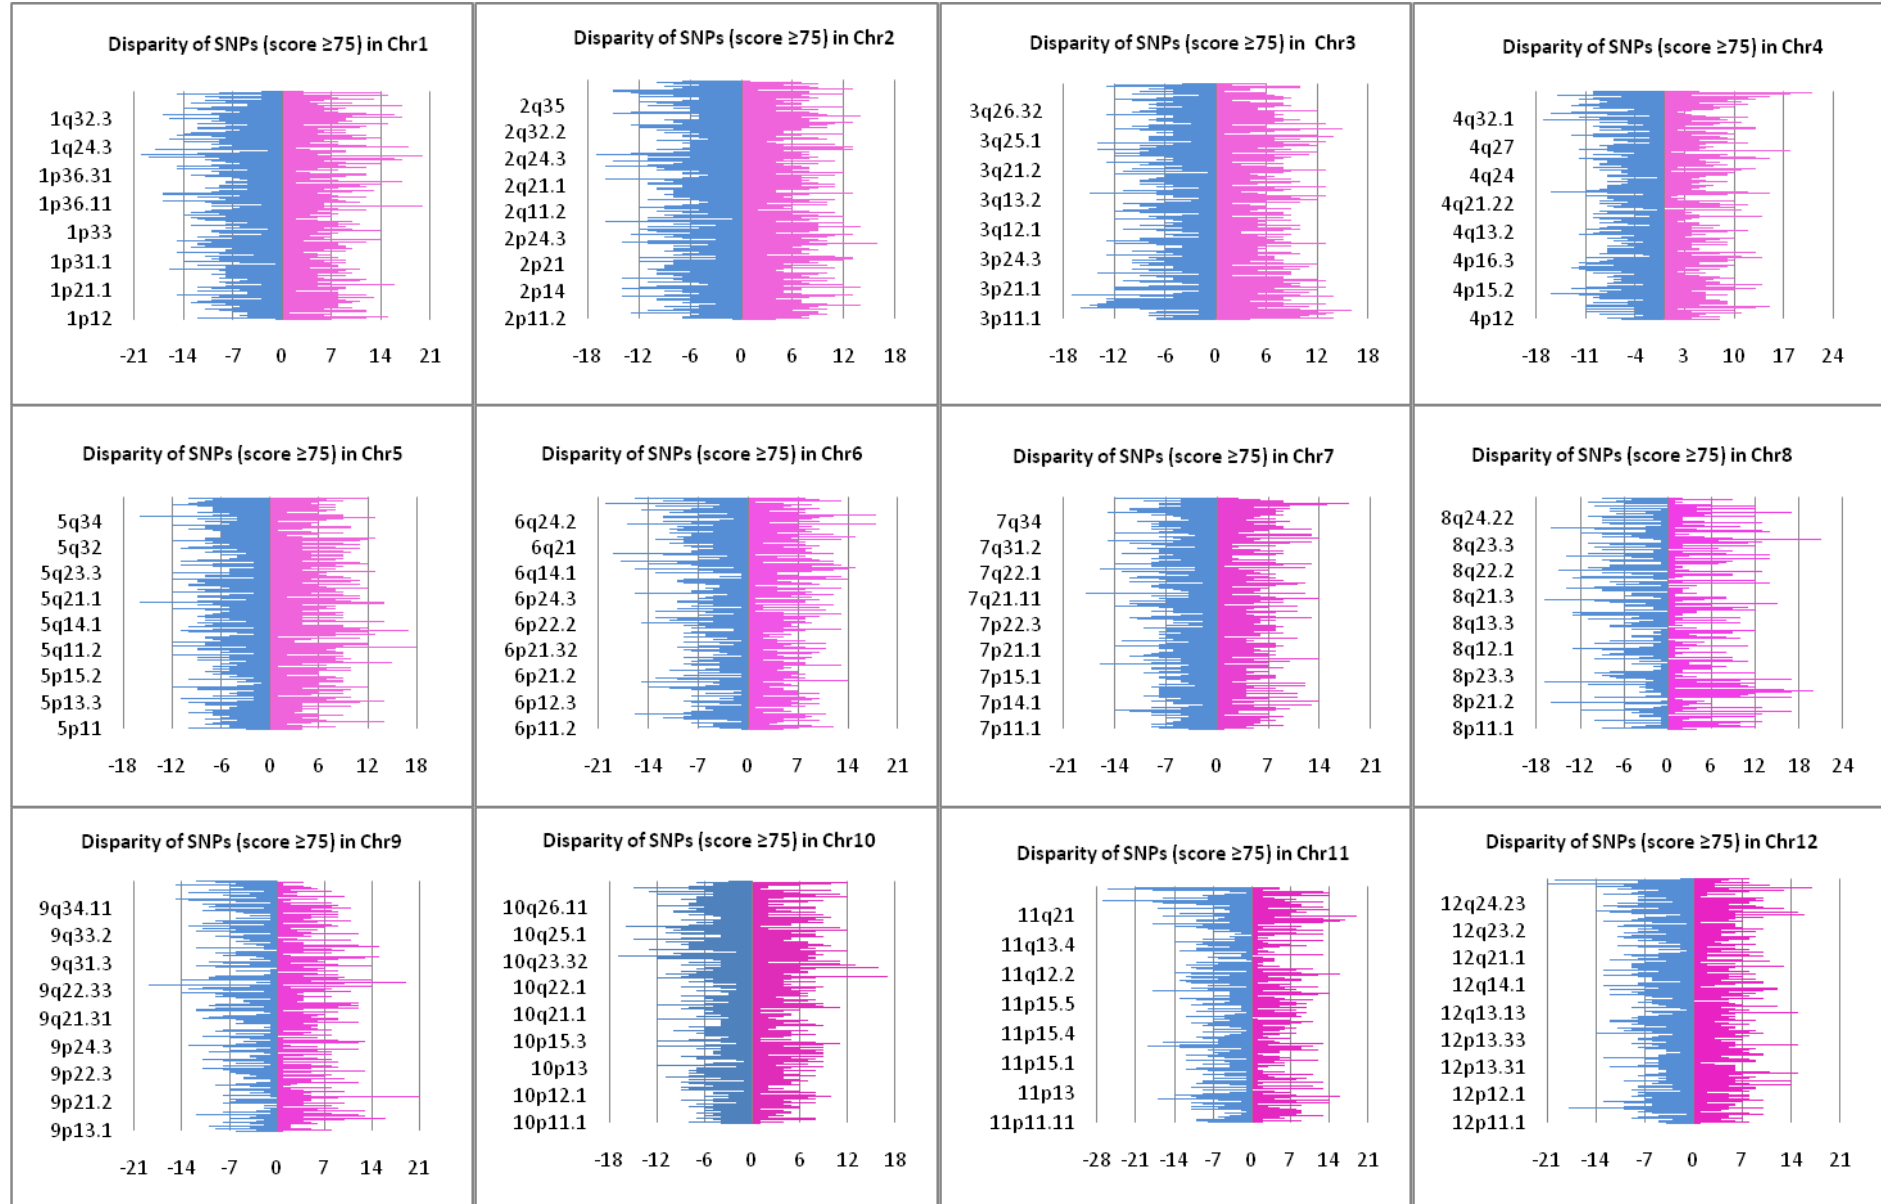 Disparity of SNPs (score ≥75) in Chr1
1q32.3
1q24.3
1p36.31
1p36.11
1p33
1p31.1
1p21.1
1p12
-21 -14 -7 0 7 14 21
Disparity of SNPs (score ≥75) in Chr2
2q35
2q32.2
2q24.3
2q21.1
2q11.2
2p24.3
2p21
2p14
2p11.2
-18 -12 -6 0 6 12 18
Disparity of SNPs (score ≥75) in Chr3
3q26.32
3q25.1
3q21.2
3q13.2
3q12.1
3p24.3
3p21.1
3p11.1
-18 -12 -6 0 6 12 18
Disparity of SNPs (score ≥75) in Chr4
4q32.1
4q27
4q24
4q21.22
4q13.2
4p16.3
4p15.2
4p12
-18 -11 -4 3 10 17 24
Disparity of SNPs (score ≥75) in Chr5
5q34
5q32
5q23.3
5q21.1
5q14.1
5q11.2
5p15.2
5p13.3
5p11
-18 -12 -6 0 6 12 18
Disparity of SNPs (score ≥75) in Chr6
6q24.2
6q21
6q14.1
6p24.3
6p22.2
6p21.32
6p21.2
6p12.3
6p11.2
-21 -14 -7 0 7 14 21
Disparity of SNPs (score ≥75) in Chr7
7q34
7q31.2
7q22.1
7q21.11
7p22.3
7p21.1
7p15.1
7p14.1
7p11.1
-21 -14 -7 0 7 14 21
Disparity of SNPs (score ≥75) in Chr8
8q24.22
8q23.3
8q22.2
8q21.3
8q13.3
8q12.1
8p23.3
8p21.2
8p11.1
-18 -12 -6 0 6 12 18 24
Disparity of SNPs (score ≥75) in Chr9
9q34.11
9q33.2
9q31.3
9q22.33
9q21.31
9p24.3
9p22.3
9p21.2
9p13.1
-21 -14 -7 0 7 14 21
Disparity of SNPs (score ≥75) in Chr10
10q26.11
10q25.1
10q23.32
10q22.1
10q21.1
10p15.3
10p13
10p12.1
10p11.1
-18 -12 -6 0 6 12 18
Disparity of SNPs (score ≥75) in Chr11
11q21
11q13.4
11q12.2
11p15.5
11p15.4
11p15.1
11p13
11p11.11
-28 -21 -14 -7 0 7 14 21 28
Disparity of SNPs (score ≥75) in Chr12
12q24.23
12q23.2
12q21.1
12q14.1
12q13.13
12p13.33
12p13.31
12p12.1
12p11.1
-21 -14 -7 0 7 14 21